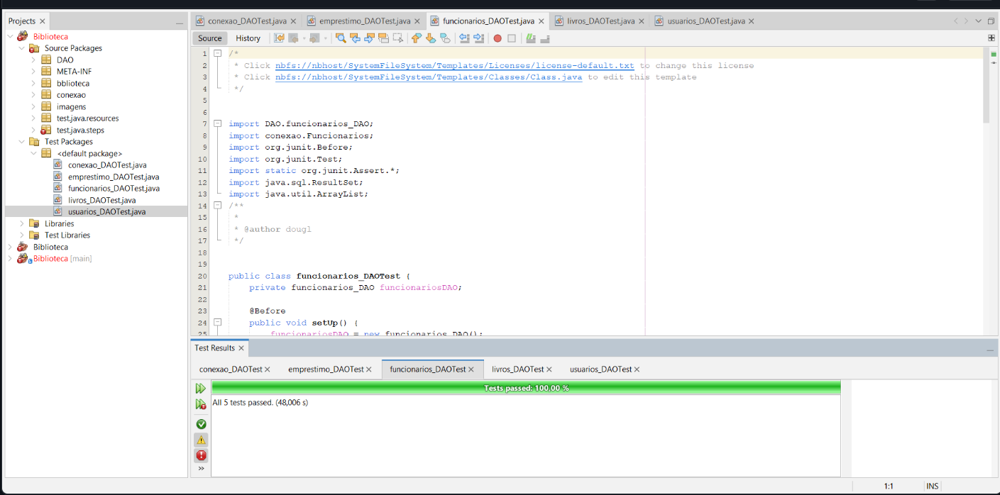 Projects
Biblioteca
Source Packages
DAO
META-INF
bblioteca
conexao
imagens
test.java.resources
test.java.steps
Test Packages
<default package>
conexao_DAOTest.java
emprestimo_DAOTest.java
funcionarios_DAOTest.java
livros_DAOTest.java
usuarios_DAOTest.java
Libraries
Test Libraries
Biblioteca
Biblioteca [main]
conexao_DAOTest.java emprestimo_DAOTest.java funcionarios_DAOTest.java livros_DAOTest.java usuarios_DAOTest.java
Source History
1 /*
2 * Click nbfs://nbhost/SystemFileSystem/Templates/Licenses/license-default.txt to change this license
3 * Click nbfs://nbhost/SystemFileSystem/Templates/Classes/Class.java to edit this template
4 */
5
6
7 import DAO.funcionarios_DAO;
8 import conexao.Funcionarios;
9 import org.junit.Before;
10 import org.junit.Test;
11 import static org.junit.Assert.*;
12 import java.sql.ResultSet;
13 import java.util.ArrayList;
14 /**
15 *
16 * @author dougl
17 */
18
19
20 public class funcionarios_DAOTest {
21 private funcionarios_DAO funcionariosDAO;
22
23 @Before
24 public void setUp() {
25 funcionariosDAO = new funcionarios_DAO();
Test Results
conexao_DAOTest emprestimo_DAOTest funcionarios_DAOTest livros_DAOTest usuarios_DAOTest
Tests passed: 100,00 %
All 5 tests passed. (48,006 s)
1:1 INS